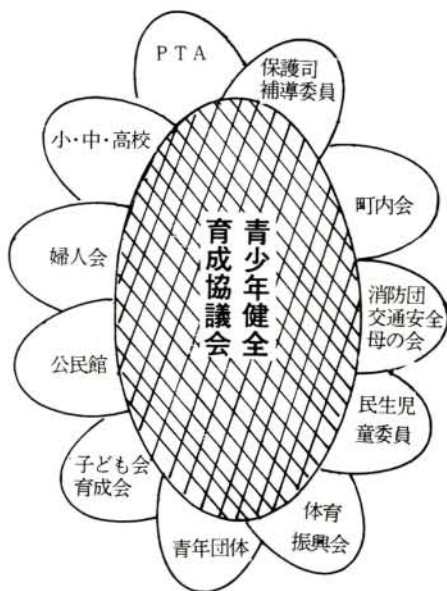 PTA
保護司
補導委員
小・中・高校
町内会
婦人会
青少年健全
育成協議会
消防団
交通安全
母の会
公民館
民生児
童委員
子ども会
育成会
体育
振興会
青年団体